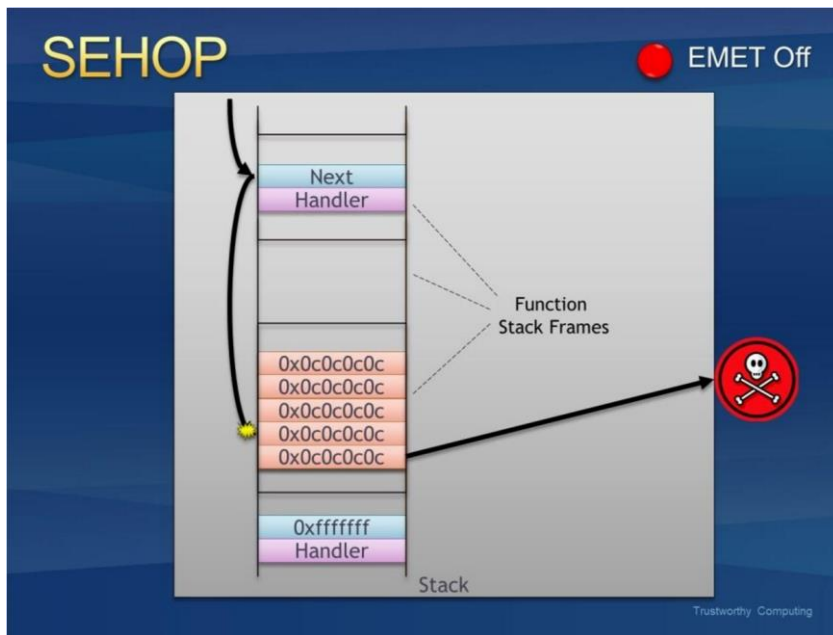 SEHOP
EMET Off
Next
Handler
Function
Stack Frames
0x0c0c0c0c
0x0c0c0c0c
0x0c0c0c0c
0x0c0c0c0c
0x0c0c0c0c
0xfffffff
Handler
Stack
Trustworthy Computing